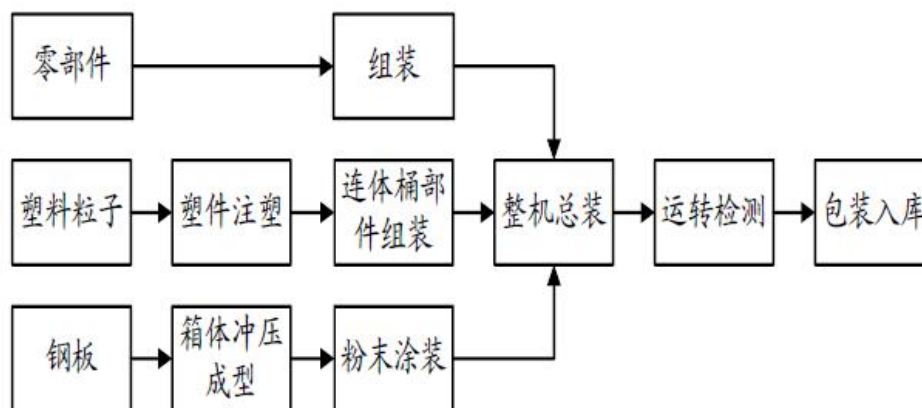 零部件
组装
塑料粒子
塑件注塑
连体桶部
件组装
整机总装
运转检测
包装入库
钢板
箱体冲压
成型
粉末涂装